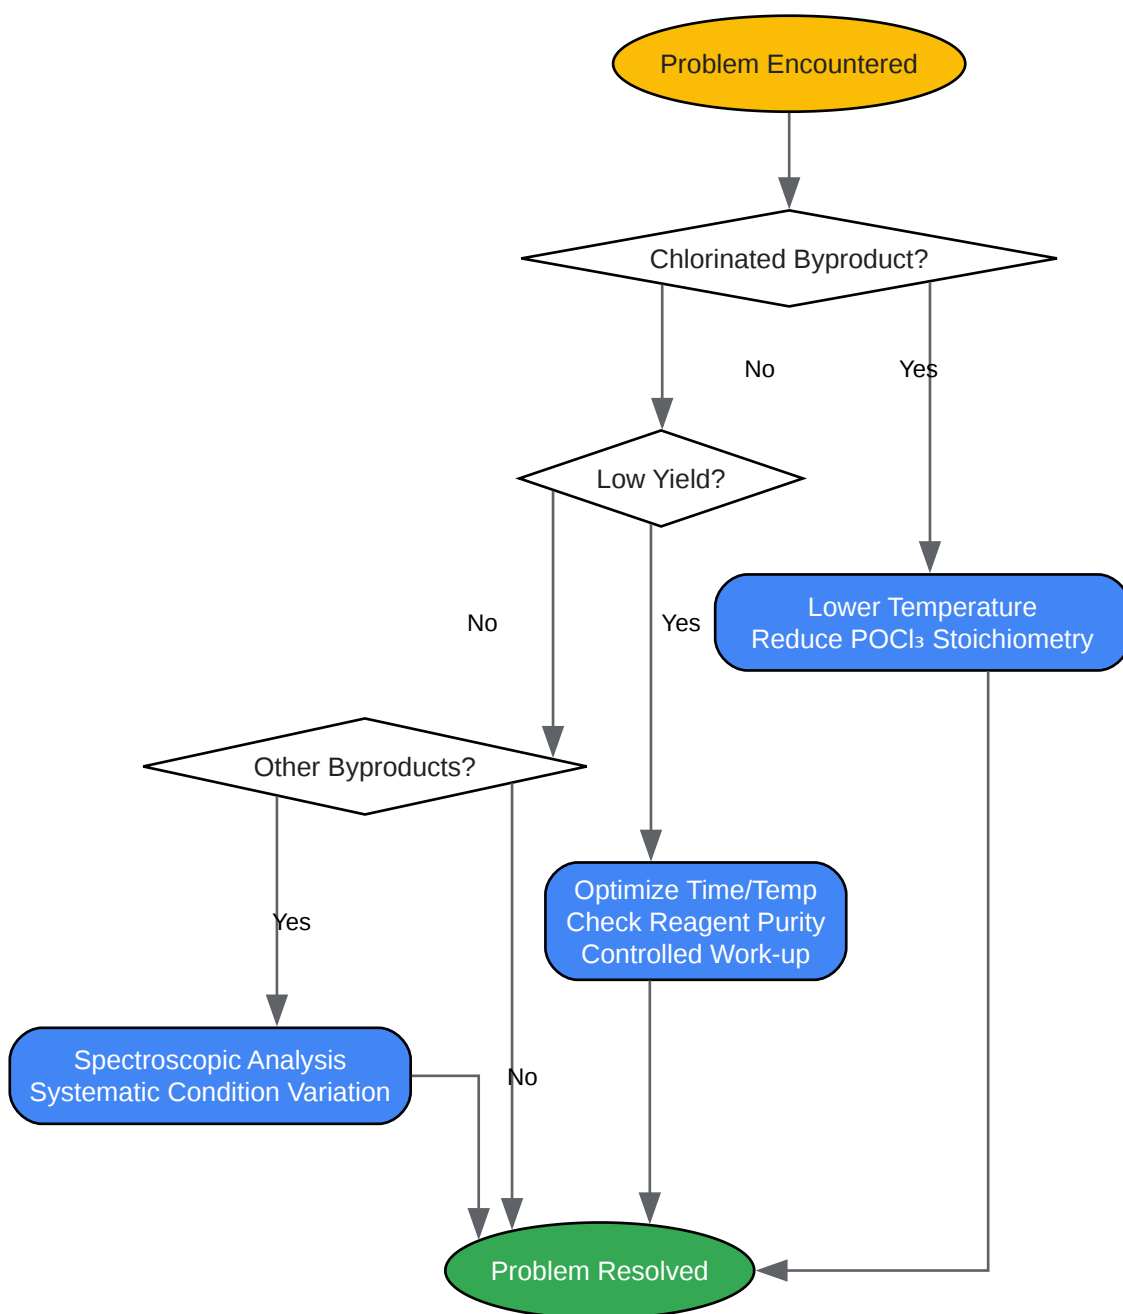 Problem Encountered
Chlorinated Byproduct?
No
Yes
Low Yield?
No
Yes
Lower Temperature
Reduce POCl₃ Stoichiometry
Other Byproducts?
Optimize Time/Temp
Check Reagent Purity
Controlled Work-up
Yes
Spectroscopic Analysis
Systematic Condition Variation
No
Problem Resolved